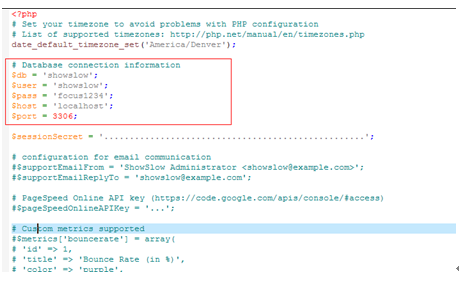 <?php
# Set your timezone to avoid problems with PHP configuration
# List of supported timezones: http://php.net/manual/en/timezones.php
date_default_timezone_set('America/Denver');
# Database connection information
$db = 'showslow';
$user = 'showslow';
$pass = 'focus1234';
$host = 'localhost';
$port = 3306;
$sessionSecret = '................................................';
# configuration for email communication
#$supportEmailFrom = 'ShowSlow Administrator <showslow@example.com>';
#$supportEmailReplyTo = 'showslow@example.com';
# PageSpeed Online API key (https://code.google.com/apis/console/#access)
#$pageSpeedOnlineAPIKey = '...';
# Custom metrics supported
#$metrics['bouncerate'] = array(
# 'id' => 1,
# 'title' => 'Bounce Rate (in %)',
# 'color' => 'purple',